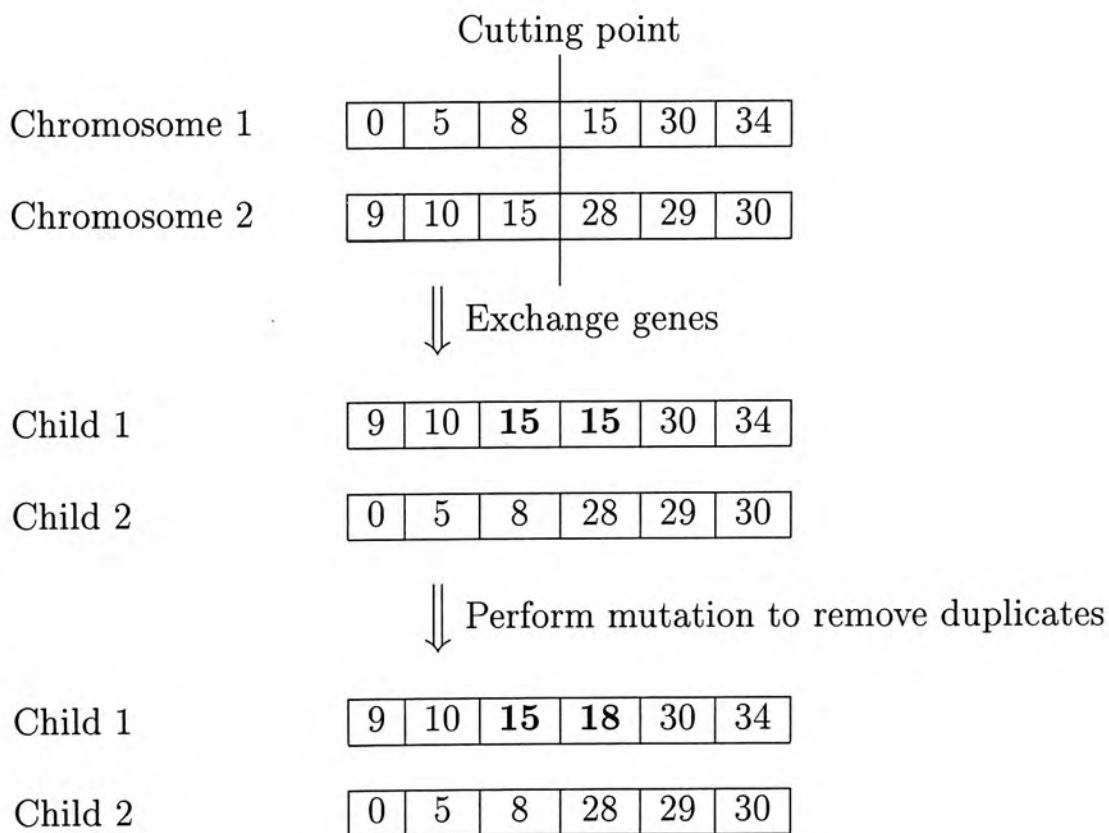 Cutting point
Chromosome 1 0 5 8 15 30 34
Chromosome 2 9 10 15 28 29 30
Exchange genes
Child 1 9 10 15 15 30 34
Child 2 0 5 8 28 29 30
Perform mutation to remove duplicates
Child 1 9 10 15 18 30 34
Child 2 0 5 8 28 29 30